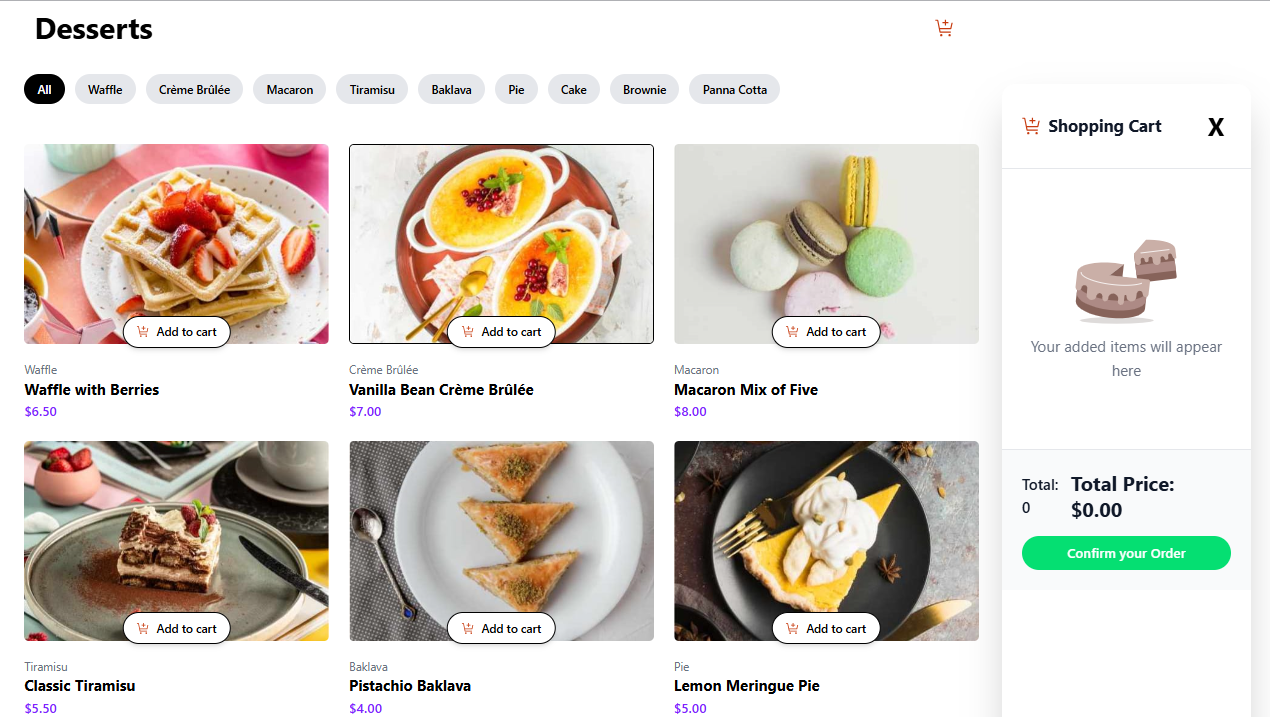 Desserts
All
Waffle
Crème Brûlée
Macaron
Tiramisu
Baklava
Pie
Cake
Brownie
Panna Cotta
Shopping Cart
X
Add to cart
Add to cart
Add to cart
Waffle
Waffle with Berries
$6.50
Crème Brûlée
Vanilla Bean Crème Brûlée
$7.00
Macaron
Macaron Mix of Five
$8.00
Your added items will appear
here
Add to cart
Add to cart
Add to cart
Tiramisu
Classic Tiramisu
$5.50
Baklava
Pistachio Baklava
$4.00
Pie
Lemon Meringue Pie
$5.00
Total:
0
Total Price:
$0.00
Confirm your Order